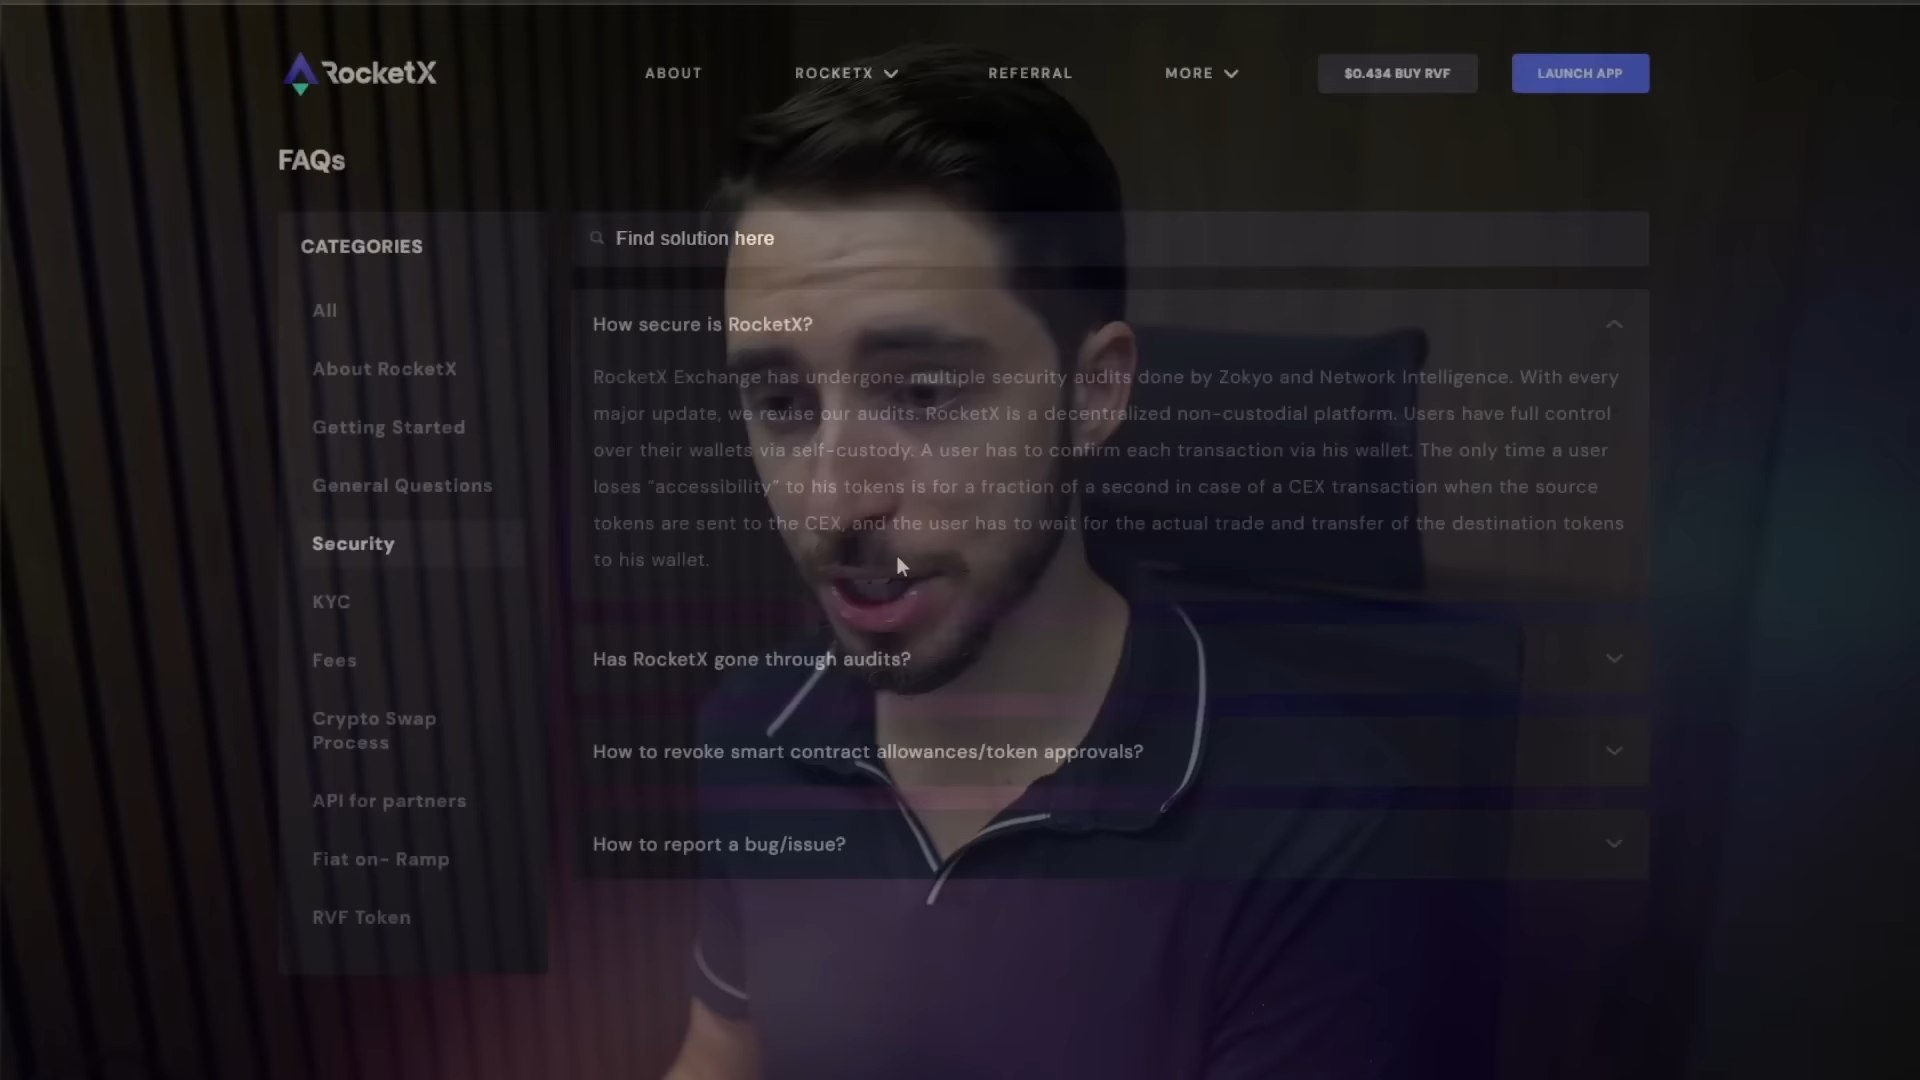 RocketX
ABOUT
ROCKETX
REFERRAL
MORE
$0.434 BUY RVF
LAUNCH APP
FAQs
CATEGORIES
All
About RocketX
Getting Started
General Questions
Security
KYC
Fees
Crypto Swap
Process
API for partners
Fiat on- Ramp
RVF Token
Find solution here
How secure is RocketX?
RocketX Exchange has undergone multiple security audits done by Zokyo and Network Intelligence. With every
major update, we revise our audits. RocketX is a decentralized non-custodial platform. Users have full control
over their wallets via self-custody. A user has to confirm each transaction via his wallet. The only time a user
loses “accessibility” to his tokens is for a fraction of a second in case of a CEX transaction when the source
tokens are sent to the CEX, and the user has to wait for the actual trade and transfer of the destination tokens
to his wallet.
Has RocketX gone through audits?
How to revoke smart contract allowances/token approvals?
How to report a bug/issue?